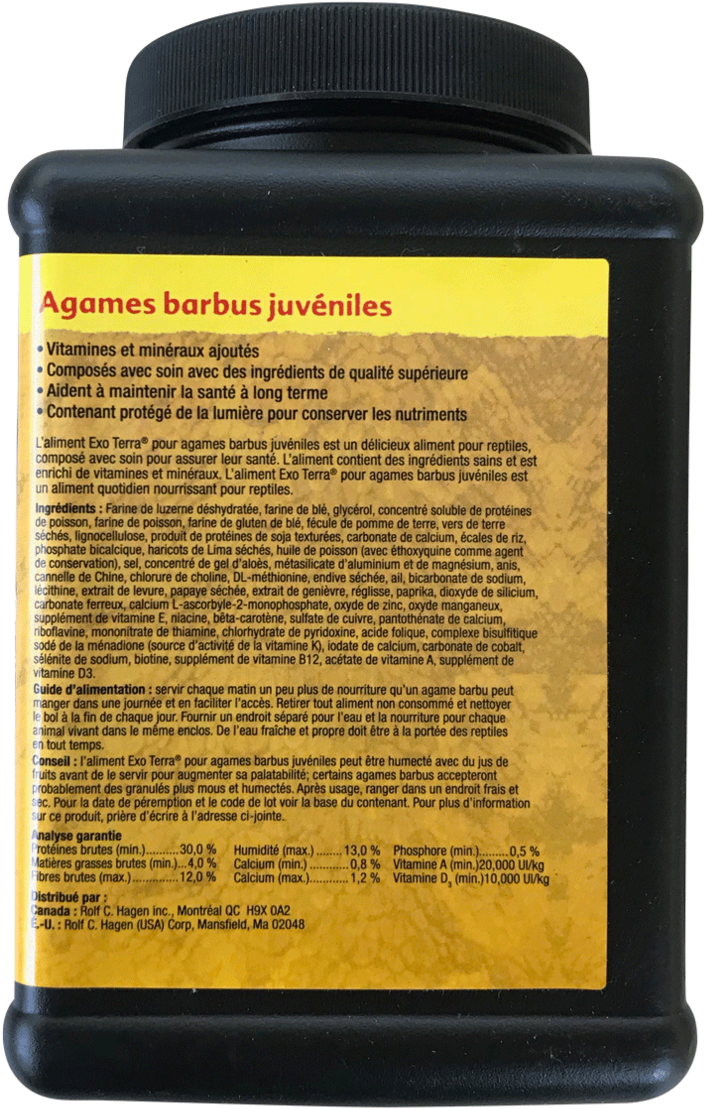 Agames barbus juvéniles
• Vitamines et minéraux ajoutés
• Composés avec soin avec des ingrédients de qualité supérieure
• Aident à maintenir la santé à long terme
• Contenant protégé de la lumière pour conserver les nutriments
L'aliment Exo Terra® pour agames barbus juvéniles est un délicieux aliment pour reptiles,
composé avec soin pour assurer leur santé. L'aliment contient des ingrédients sains et est
enrichi de vitamines et minéraux. L'aliment Exo Terra® pour agames barbus juvéniles est
un aliment quotidien nourrissant pour reptiles.
Ingrédients : Farine de luzerne déshydratée, farine de blé, glycérol, concentré soluble de protéines
de poisson, farine de poisson, farine de gluten de blé, fécule de pomme de terre, vers de terre
séchés, lignocellulose, produit de protéines de soja texturées, carbonate de calcium, écales de riz,
phosphate bicalcique, haricots de Lima séchés, huile de poisson (avec éthoxyquine comme agent
de conservation), sel, concentré de gel d'aloès, métasilicate d'aluminium et de magnésium, anis,
cannelle de Chine, chlorure de choline, DL-méthionine, endive séchée, ail, bicarbonate de sodium,
lécithine, extrait de levure, papaye séchée, extrait de genièvre, réglisse, paprika, dioxyde de silicium,
carbonate ferreux, calcium L-ascorbyle-2-monophosphate, oxyde de zinc, oxyde manganeux,
supplément de vitamine E, niacine, bêta-carotène, sulfate de cuivre, pantothénate de calcium,
riboflavine, mononitrate de thiamine, chlorhydrate de pyridoxine, acide folique, complexe bisulfitique
sodé de la ménadione (source d'activité de la vitamine K), iodate de calcium, carbonate de cobalt,
sélénite de sodium, biotine, supplément de vitamine B12, acétate de vitamine A, supplément de
vitamine D3.
Guide d'alimentation : servir chaque matin un peu plus de nourriture qu'un agame barbu peut
manger dans une journée et en faciliter l'accès. Retirer tout aliment non consommé et nettoyer
le bol à la fin de chaque jour. Fournir un endroit séparé pour l'eau et la nourriture pour chaque
animal vivant dans le même enclos. De l'eau fraîche et propre doit être à la portée des reptiles
en tout temps.
Conseil : l'aliment Exo Terra® pour agames barbus juvéniles peut être humecté avec du jus de
fruits avant de le servir pour augmenter sa palatabilité; certains agames barbus accepteront
probablement des granulés plus mous et humectés. Après usage, ranger dans un endroit frais et
sec. Pour la date de péremption et le code de lot voir la base du contenant. Pour plus d'information
sur ce produit, prière d'écrire à l'adresse ci-jointe.
Analyse garantie
Protéines brutes (min.)..........30,0 % Humidité (max.) ........ 13,0 % Phosphore (min.).........0,5 %
Matières grasses brutes (min.)...4,0 % Calcium (min.) ............ 0,8 % Vitamine A (min.)20,000 UI/kg
Fibres brutes (max.)..............12,0 % Calcium (max.)............ 1,2 % Vitamine D3 (min.)10,000 UI/kg
Distribué par :
Canada : Rolf C. Hagen inc., Montréal QC H9X 0A2
É.-U. : Rolf C. Hagen (USA) Corp, Mansfield, Ma 02048